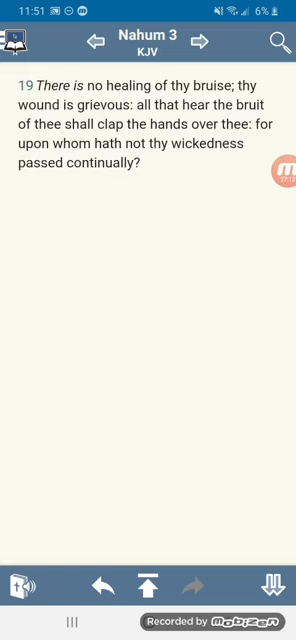 11:51
6%
Nahum 3
KJV
19 There is no healing of thy bruise; thy
wound is grievous: all that hear the bruit
of thee shall clap the hands over thee: for
upon whom hath not thy wickedness
passed continually?
Recorded by mobizen